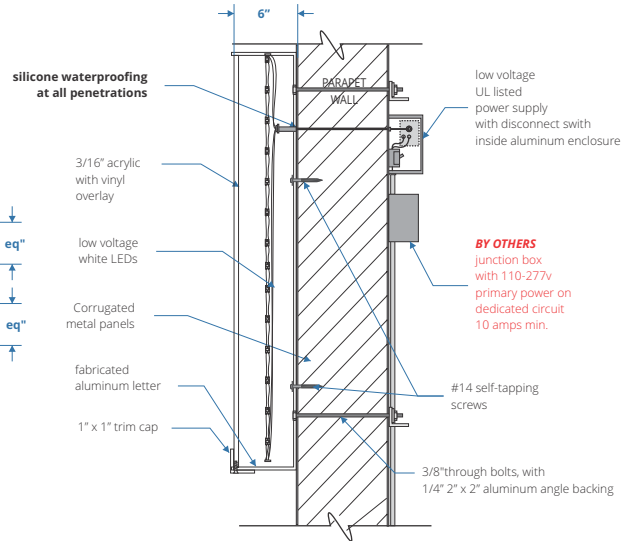 6”
silicone waterproofing
at all penetrations
PARAPET
WALL
low voltage
UL listed
power supply
with disconnect swith
inside aluminum enclosure
3/16” acrylic
with vinyl
overlay
eq"
low voltage
white LEDs
BY OTHERS
junction box
with 110-277v
primary power on
dedicated circuit
10 amps min.
eq"
Corrugated
metal panels
fabricated
aluminum letter
#14 self-tapping
screws
1” x 1” trim cap
3/8"through bolts, with
1/4” 2” x 2” aluminum angle backing